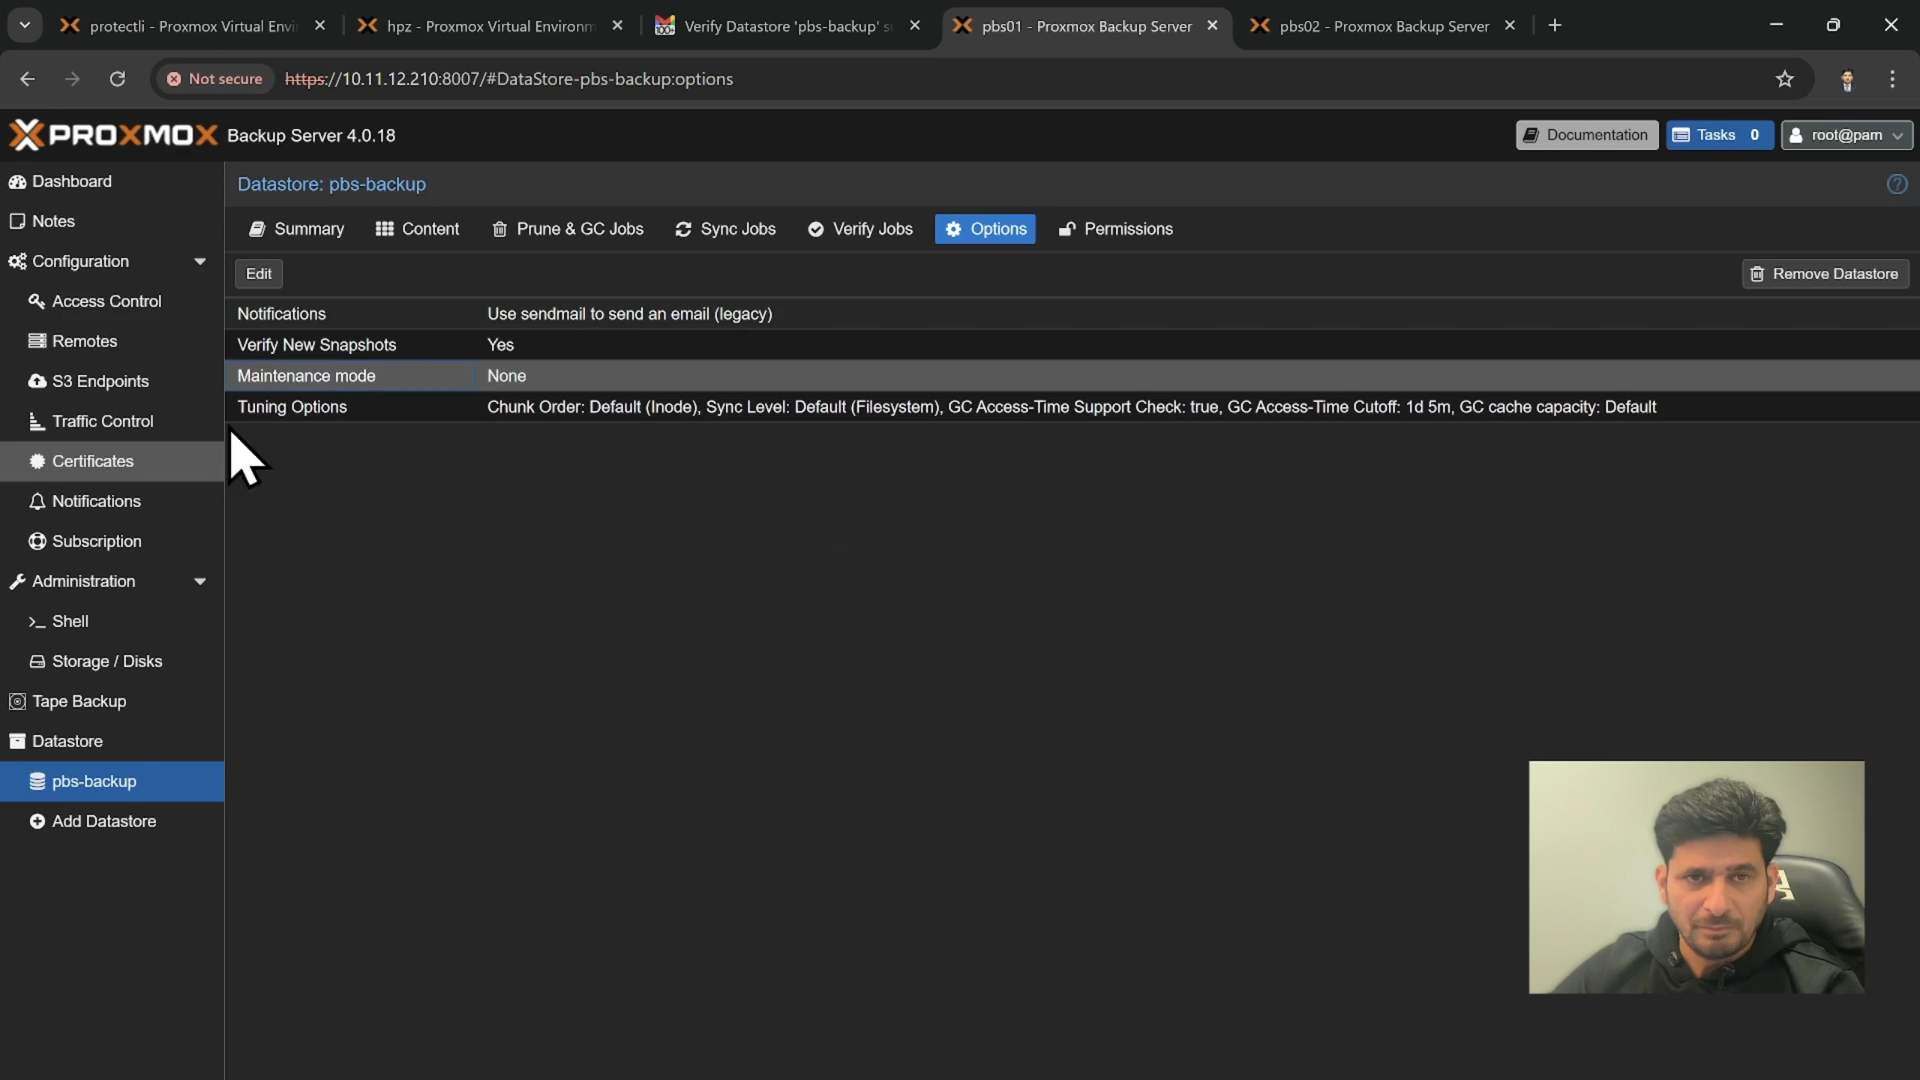 protectli - Proxmox Virtual Envi
hpz - Proxmox Virtual Environm
Verify Datastore 'pbs-backup' s
pbs01 - Proxmox Backup Server
pbs02 - Proxmox Backup Server
Not secure
https://10.11.12.210:8007/#DataStore-pbs-backup:options
PROXMOX Backup Server 4.0.18
Documentation
Tasks 0
root@pam
Dashboard
Notes
Configuration
Access Control
Remotes
S3 Endpoints
Traffic Control
Certificates
Notifications
Subscription
Administration
Shell
Storage / Disks
Tape Backup
Datastore
pbs-backup
Add Datastore
Datastore: pbs-backup
Summary
Content
Prune & GC Jobs
Sync Jobs
Verify Jobs
Options
Permissions
Edit
Remove Datastore
Notifications Use sendmail to send an email (legacy)
Verify New Snapshots Yes
Maintenance mode None
Tuning Options Chunk Order: Default (Inode), Sync Level: Default (Filesystem), GC Access-Time Support Check: true, GC Access-Time Cutoff: 1d 5m, GC cache capacity: Default